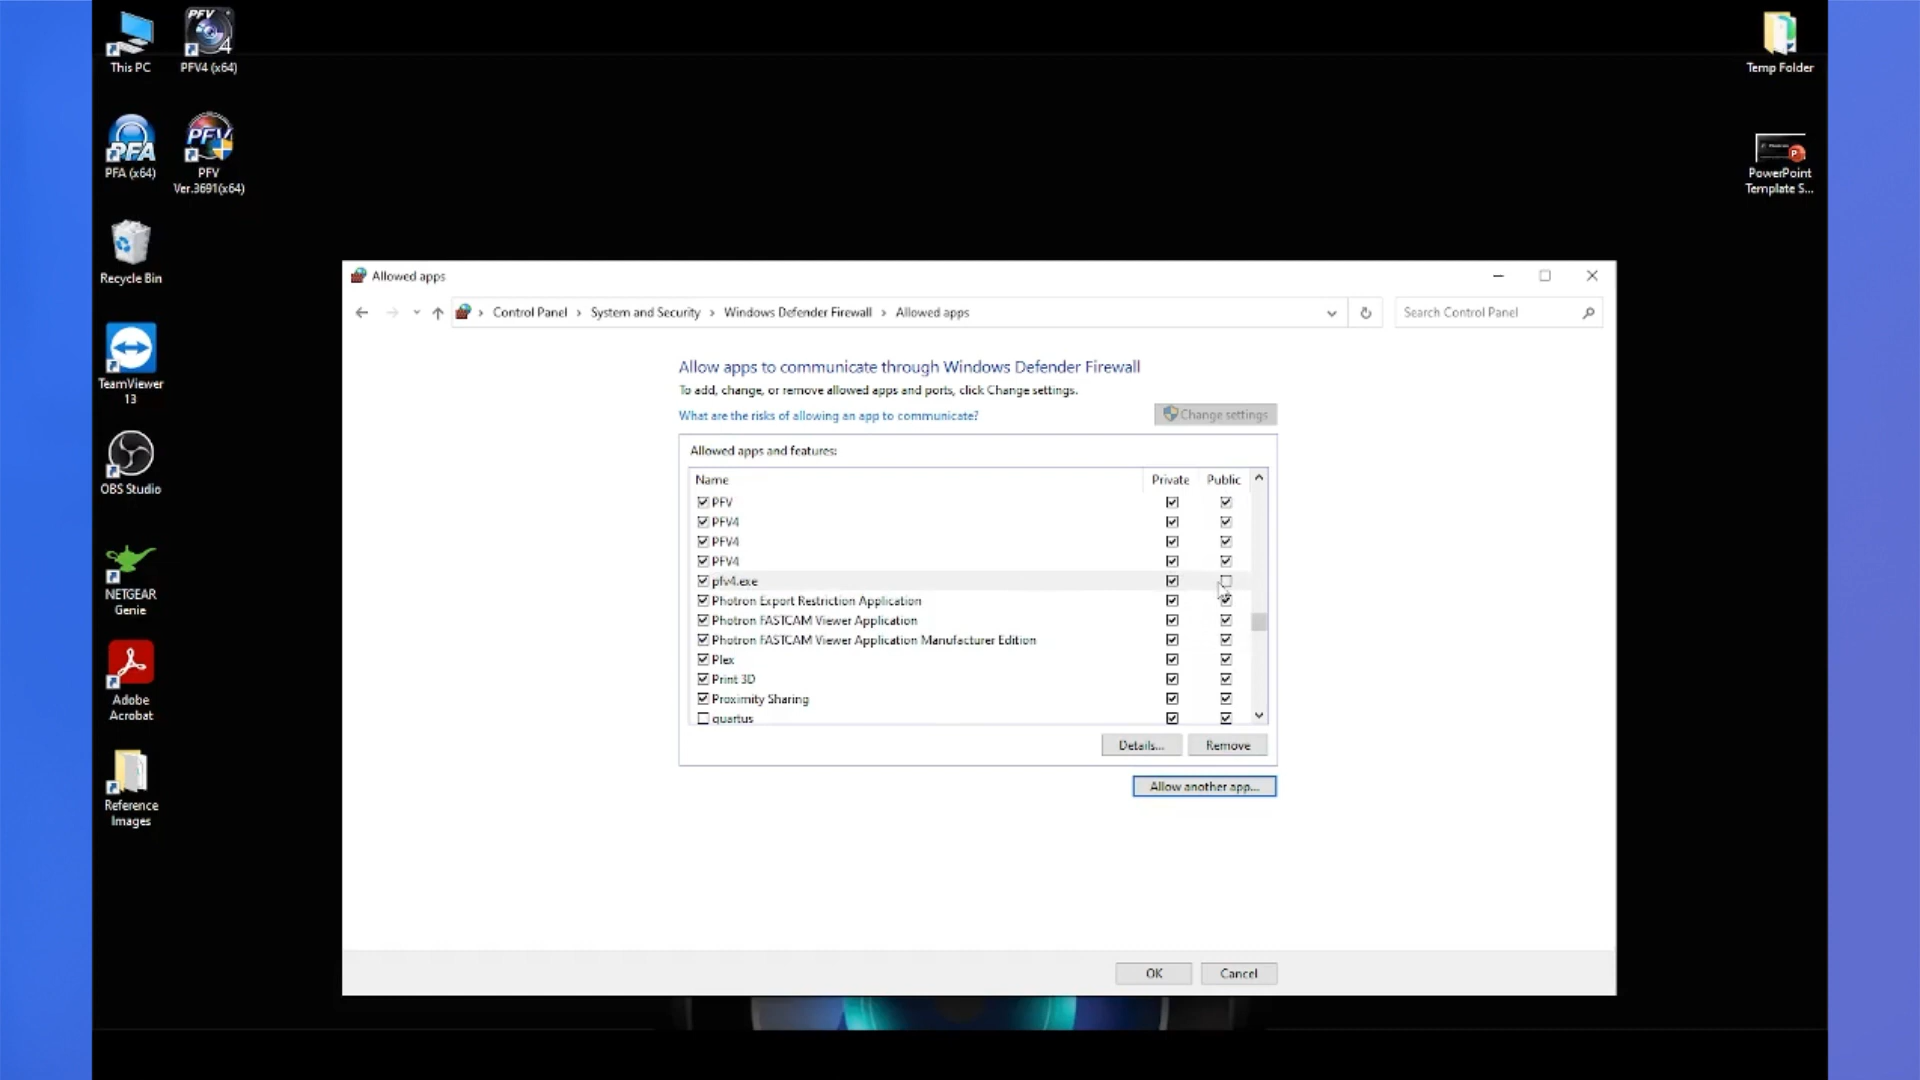 This PC
PFV 4
PFV4 (x64)
PFA
PFA (x64)
PFV
PFV
Ver.3691(x64)
Recycle Bin
TeamViewer
13
OBS Studio
NETGEAR
Genie
Adobe
Acrobat
Reference
Images
Temp Folder
P
PowerPoint
Template S...
Allowed apps
Control Panel › System and Security › Windows Defender Firewall › Allowed apps
Search Control Panel
Allow apps to communicate through Windows Defender Firewall
To add, change, or remove allowed apps and ports, click Change settings.
What are the risks of allowing an app to communicate?
Change settings
Allowed apps and features:
Name Private Public
PFV
PFV4
PFV4
PFV4
pfv4.exe
Photron Export Restriction Application
Photron FASTCAM Viewer Application
Photron FASTCAM Viewer Application Manufacturer Edition
Plex
Print 3D
Proximity Sharing
quartus
Details... Remove
Allow another app...
OK Cancel